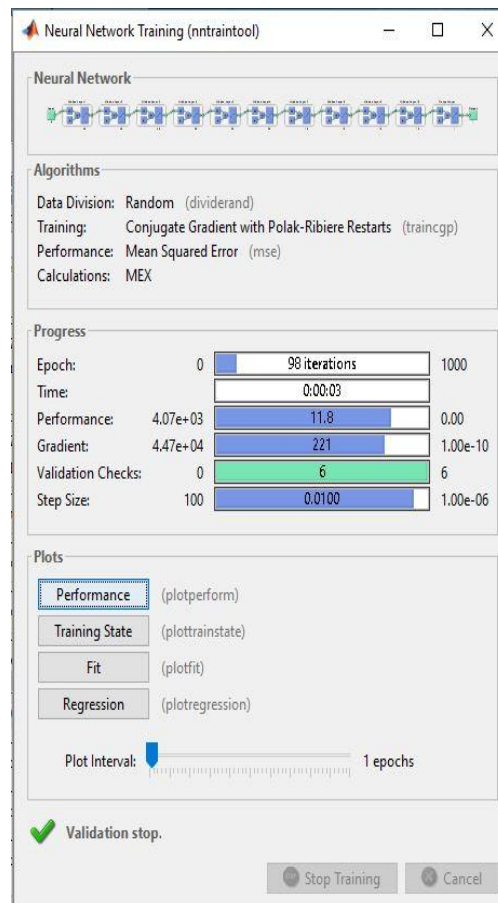 Neural Network Training (nntraintool)
Neural Network
Algorithms
Data Division: Random (dividerand)
Training: Conjugate Gradient with Polak-Ribiere Restarts (traincgp)
Performance: Mean Squared Error (mse)
Calculations: MEX
Progress
Epoch: 0 98 iterations 1000
Time: 0:00:03
Performance: 4.07e+03 11.8 0.00
Gradient: 4.47e+04 221 1.00e-10
Validation Checks: 0 6 6
Step Size: 100 0.0100 1.00e-06
Plots
Performance (plotperform)
Training State (plottrainstate)
Fit (plotfit)
Regression (plotregression)
Plot Interval: 1 epochs
Validation stop.
Stop Training Cancel